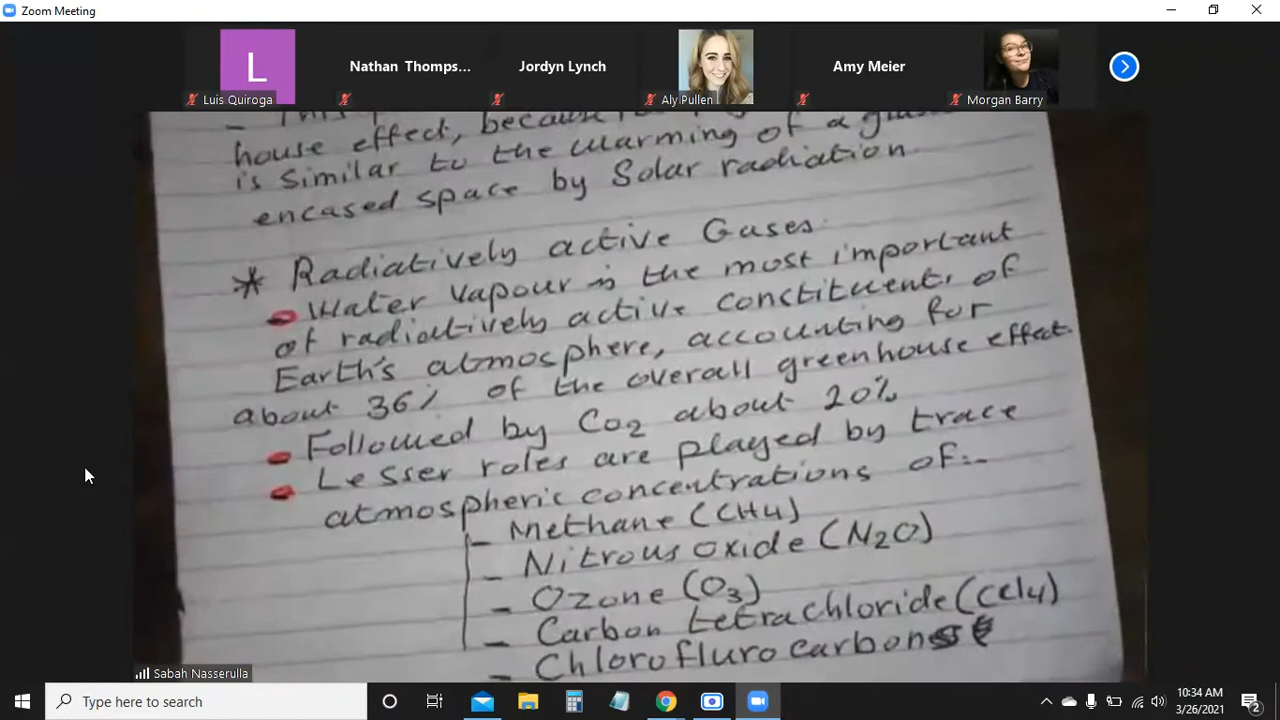 Zoom Meeting
L
Luis Quiroga
Nathan Thomps...
Jordyn Lynch
Aly Pullen
Amy Meier
Morgan Barry
house effect, because
is similar to the warming of a
encased space by Solar radiation
* Radiatively active Gases.
Water vapour is the most important
of radiatively active constituent of
Earth's atmosphere, accounting for
about 36% of the overall greenhouse effect.
Followed by CO2 about 20%
Lesser roles are played by trace
atmospheric concentrations of:-
- Methane (CH4)
- Nitrous oxide (N2O)
- Ozone (O3)
- Carbon tetrachloride (CCl4)
- Chlorofluro carbons
Sabah Nasserulla
Type here to search
10:34 AM
3/26/2021
2